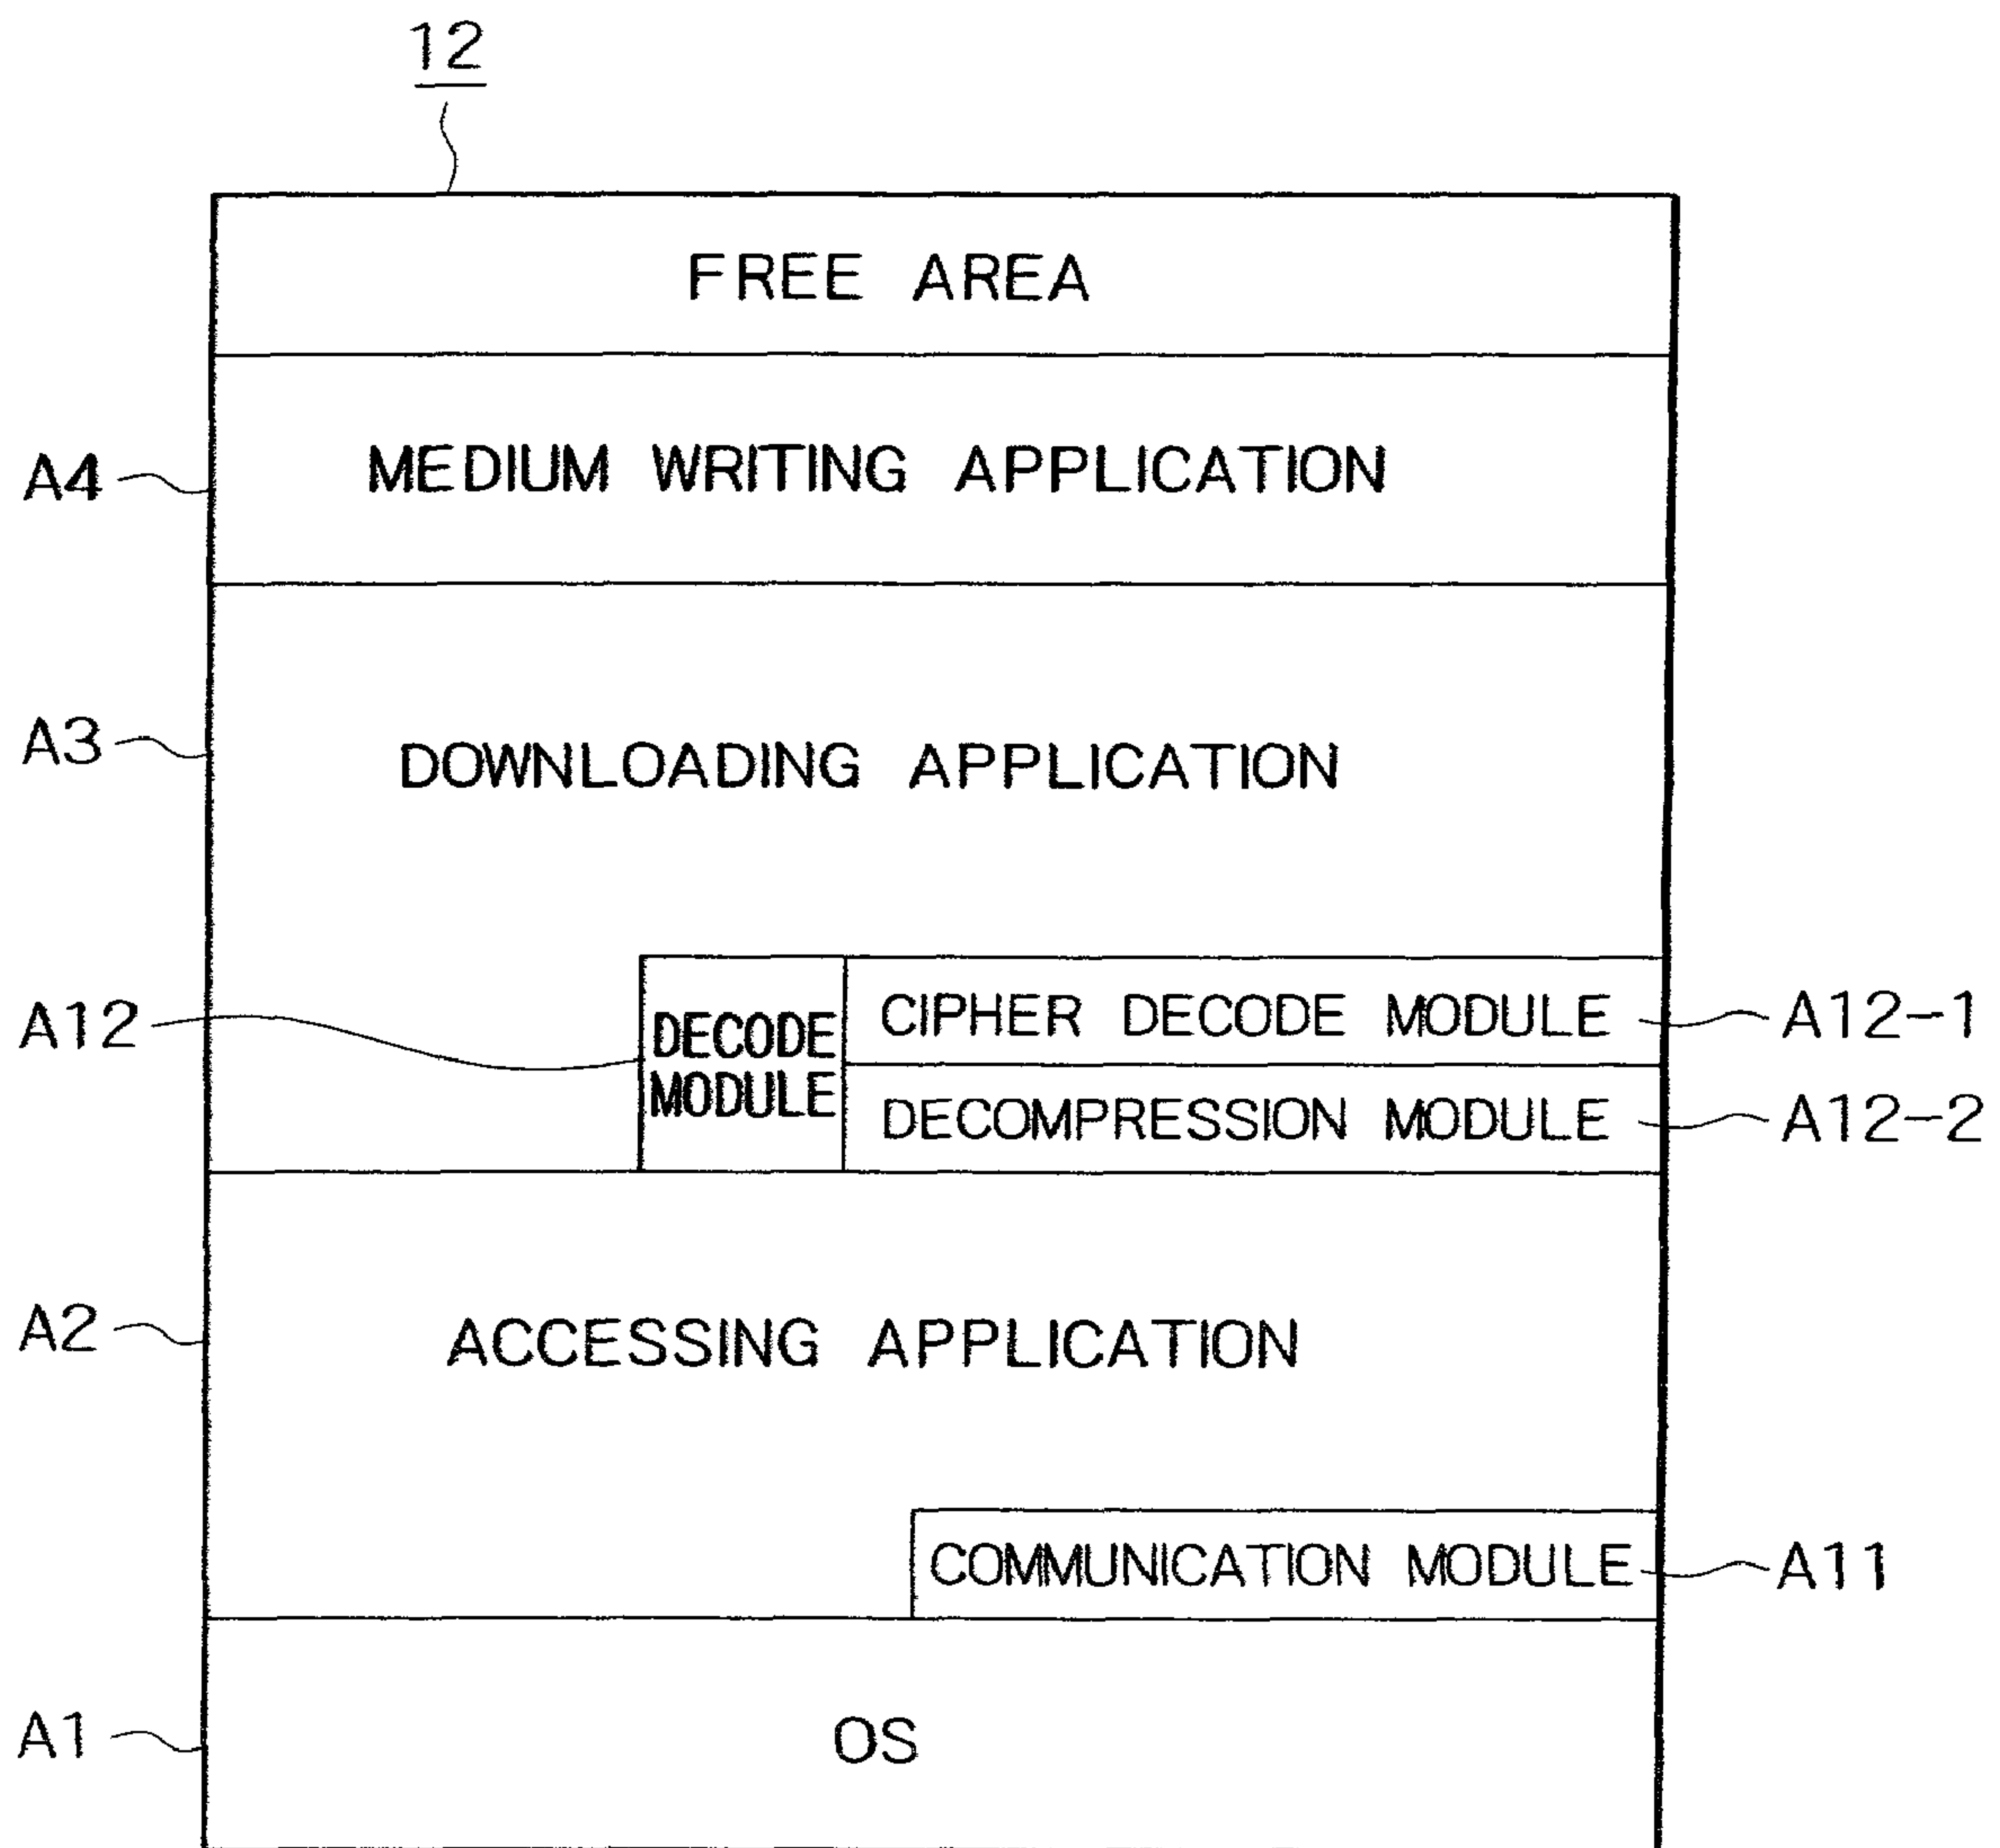 12
FREE AREA
A4
MEDIUM WRITING APPLICATION
A3
DOWNLOADING APPLICATION
A12
DECODE
MODULE
CIPHER DECODE MODULE
A12-1
DECOMPRESSION MODULE
A12-2
A2
ACCESSING APPLICATION
COMMUNICATION MODULE
A11
A1
OS